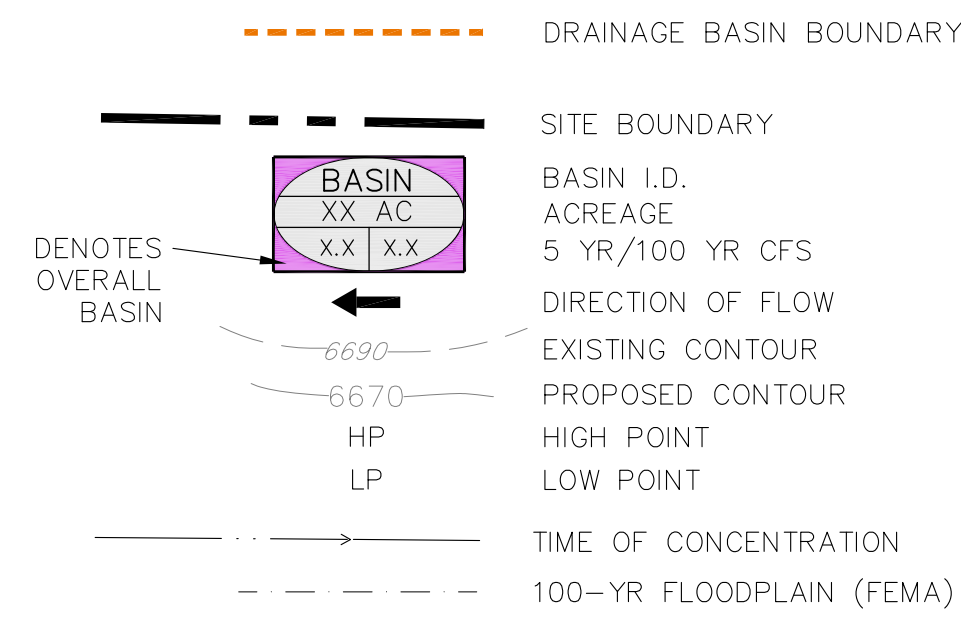 DRAINAGE BASIN BOUNDARY
SITE BOUNDARY
BASIN
XX AC
X.X X.X
BASIN I.D.
ACREAGE
5 YR/100 YR CFS
DENOTES
OVERALL
BASIN
DIRECTION OF FLOW
6690
EXISTING CONTOUR
6670
PROPOSED CONTOUR
HP
HIGH POINT
LP
LOW POINT
TIME OF CONCENTRATION
100-YR FLOODPLAIN (FEMA)